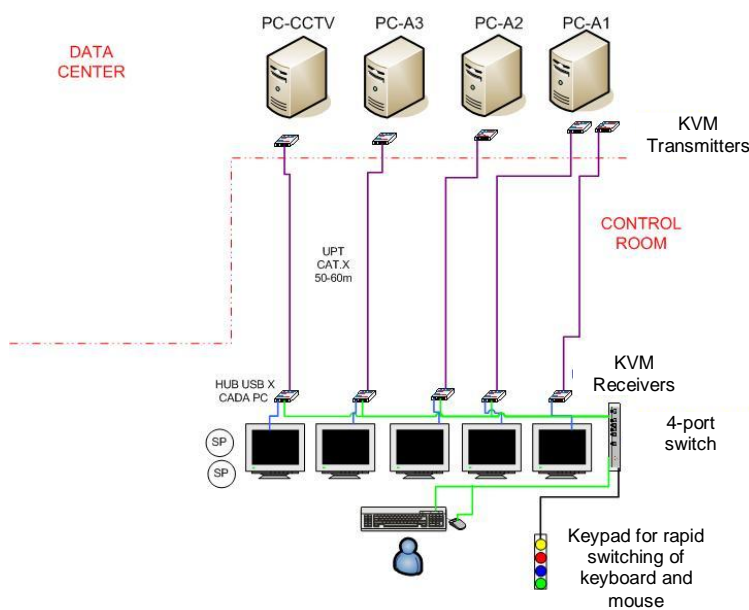 PC-CCTV
PC-A3
PC-A2
PC-A1
DATA
CENTER
KVM
Transmitters
CONTROL
ROOM
UPT
CAT.X
50-60m
HUB USB X
CADA PC
KVM
Receivers
4-port
switch
SP
SP
Keypad for rapid
switching of
keyboard and
mouse